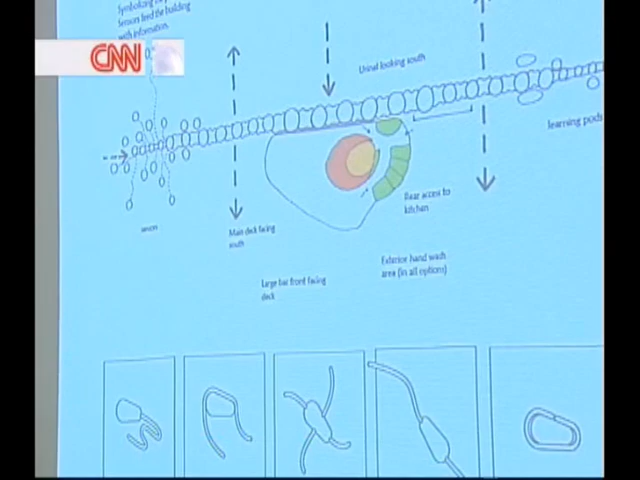 Symbolizing
Sensors feed the building
with information.
CNN
Urinal looking south
learning pods
Rear access to
kitchen
Main deck facing
south
Large bar front facing
deck
Exterior hand wash
area (in all options)